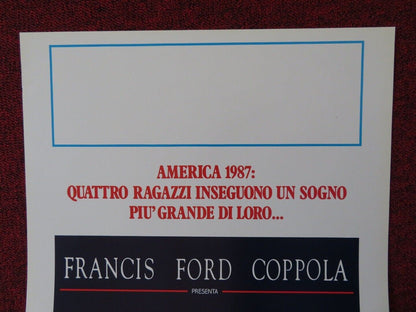 AMERICA 1987:
QUATTRO RAGAZZI INSEGUONO UN SOGNO
PIU' GRANDE DI LORO...
FRANCIS FORD COPPOLA
PRESENTA